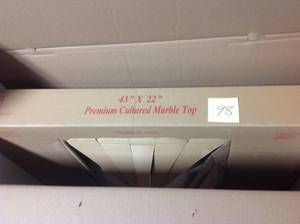 43" X 22"
Premium Cultured Marble Top
98